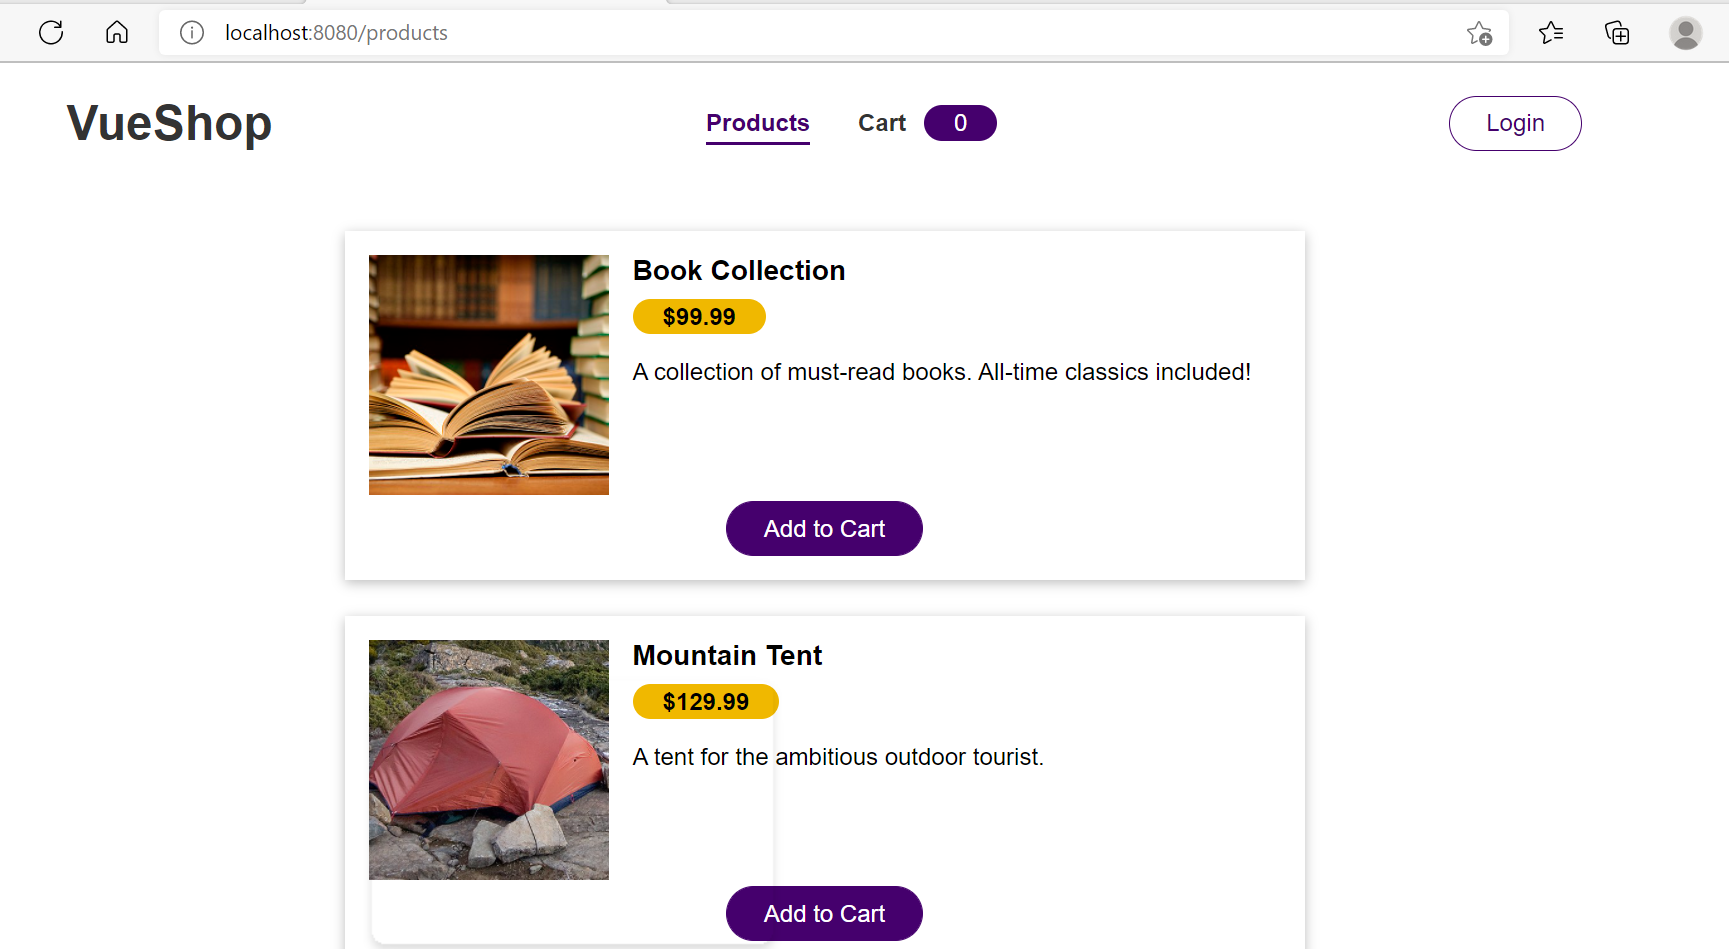 localhost:8080/products
VueShop
Products Cart 0
Login
Book Collection
$99.99
A collection of must-read books. All-time classics included!
Add to Cart
Mountain Tent
$129.99
A tent for the ambitious outdoor tourist.
Add to Cart